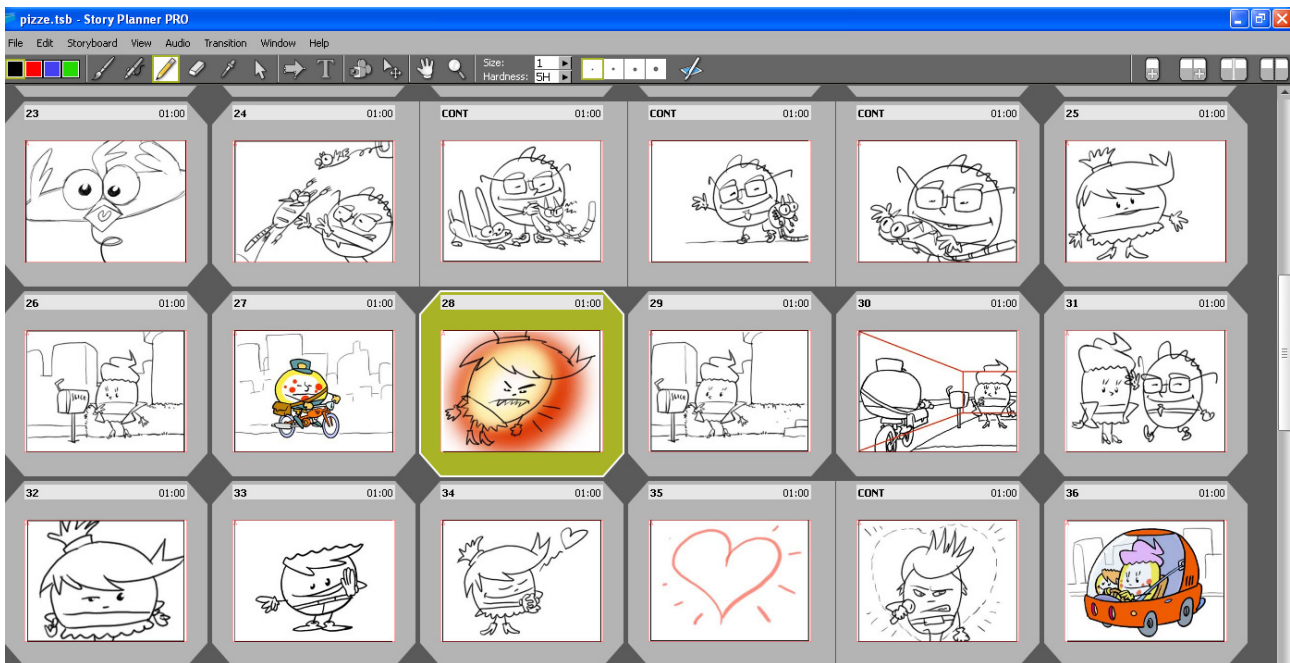 pizze.tsb - Story Planner PRO
File Edit Storyboard View Audio Transition Window Help
Size: 1
Hardness: 5H
23 01:00
24 01:00
CONT 01:00
CONT 01:00
CONT 01:00
25 01:00
26 01:00
27 01:00
28 01:00
29 01:00
30 01:00
31 01:00
32 01:00
33 01:00
34 01:00
35 01:00
CONT 01:00
36 01:00